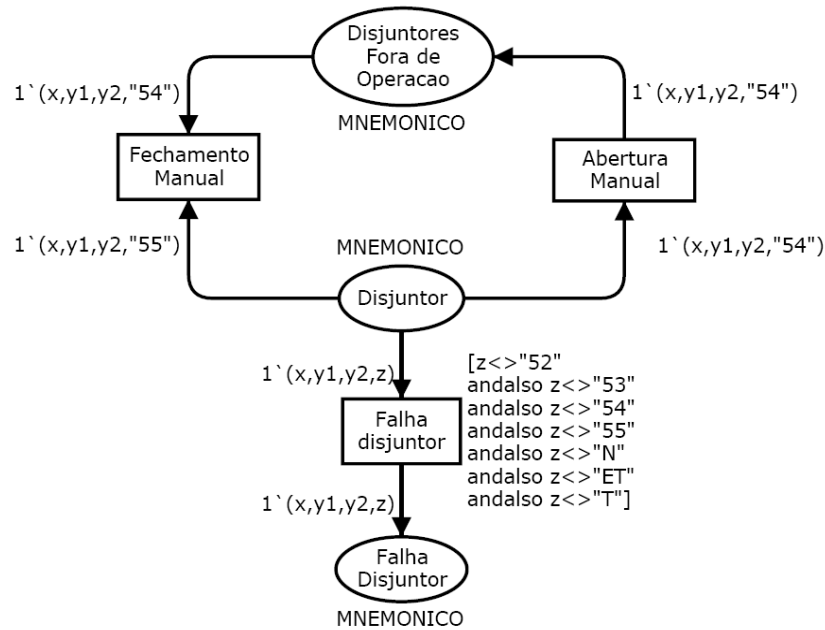 Disjuntores
Fora de
Operacao
1`(x,y1,y2,"54")
1`(x,y1,y2,"54")
MNEMONICO
Fechamento
Manual
Abertura
Manual
1`(x,y1,y2,"55")
MNEMONICO
1`(x,y1,y2,"54")
Disjuntor
1`(x,y1,y2,z)
[z<>"52"
andalso z<>"53"
andalso z<>"54"
andalso z<>"55"
andalso z<>"N"
andalso z<>"ET"
andalso z<>"T"]
Falha
disjuntor
1`(x,y1,y2,z)
Falha
Disjuntor
MNEMONICO